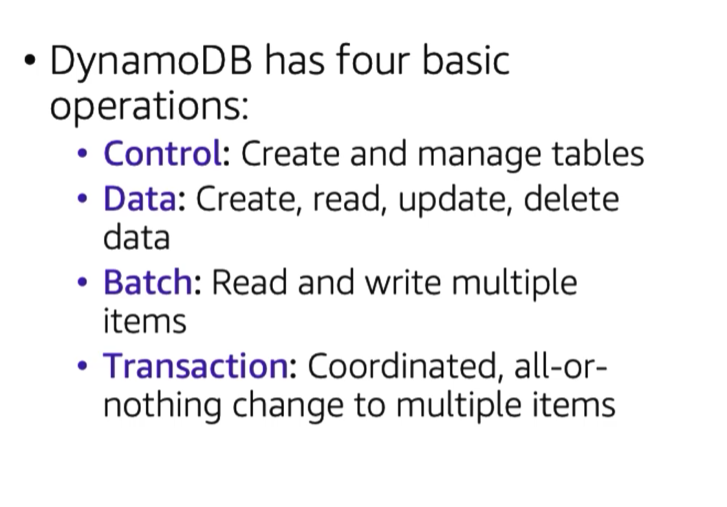 • DynamoDB has four basic
operations:
• Control: Create and manage tables
• Data: Create, read, update, delete
data
• Batch: Read and write multiple
items
• Transaction: Coordinated, all-or-
nothing change to multiple items